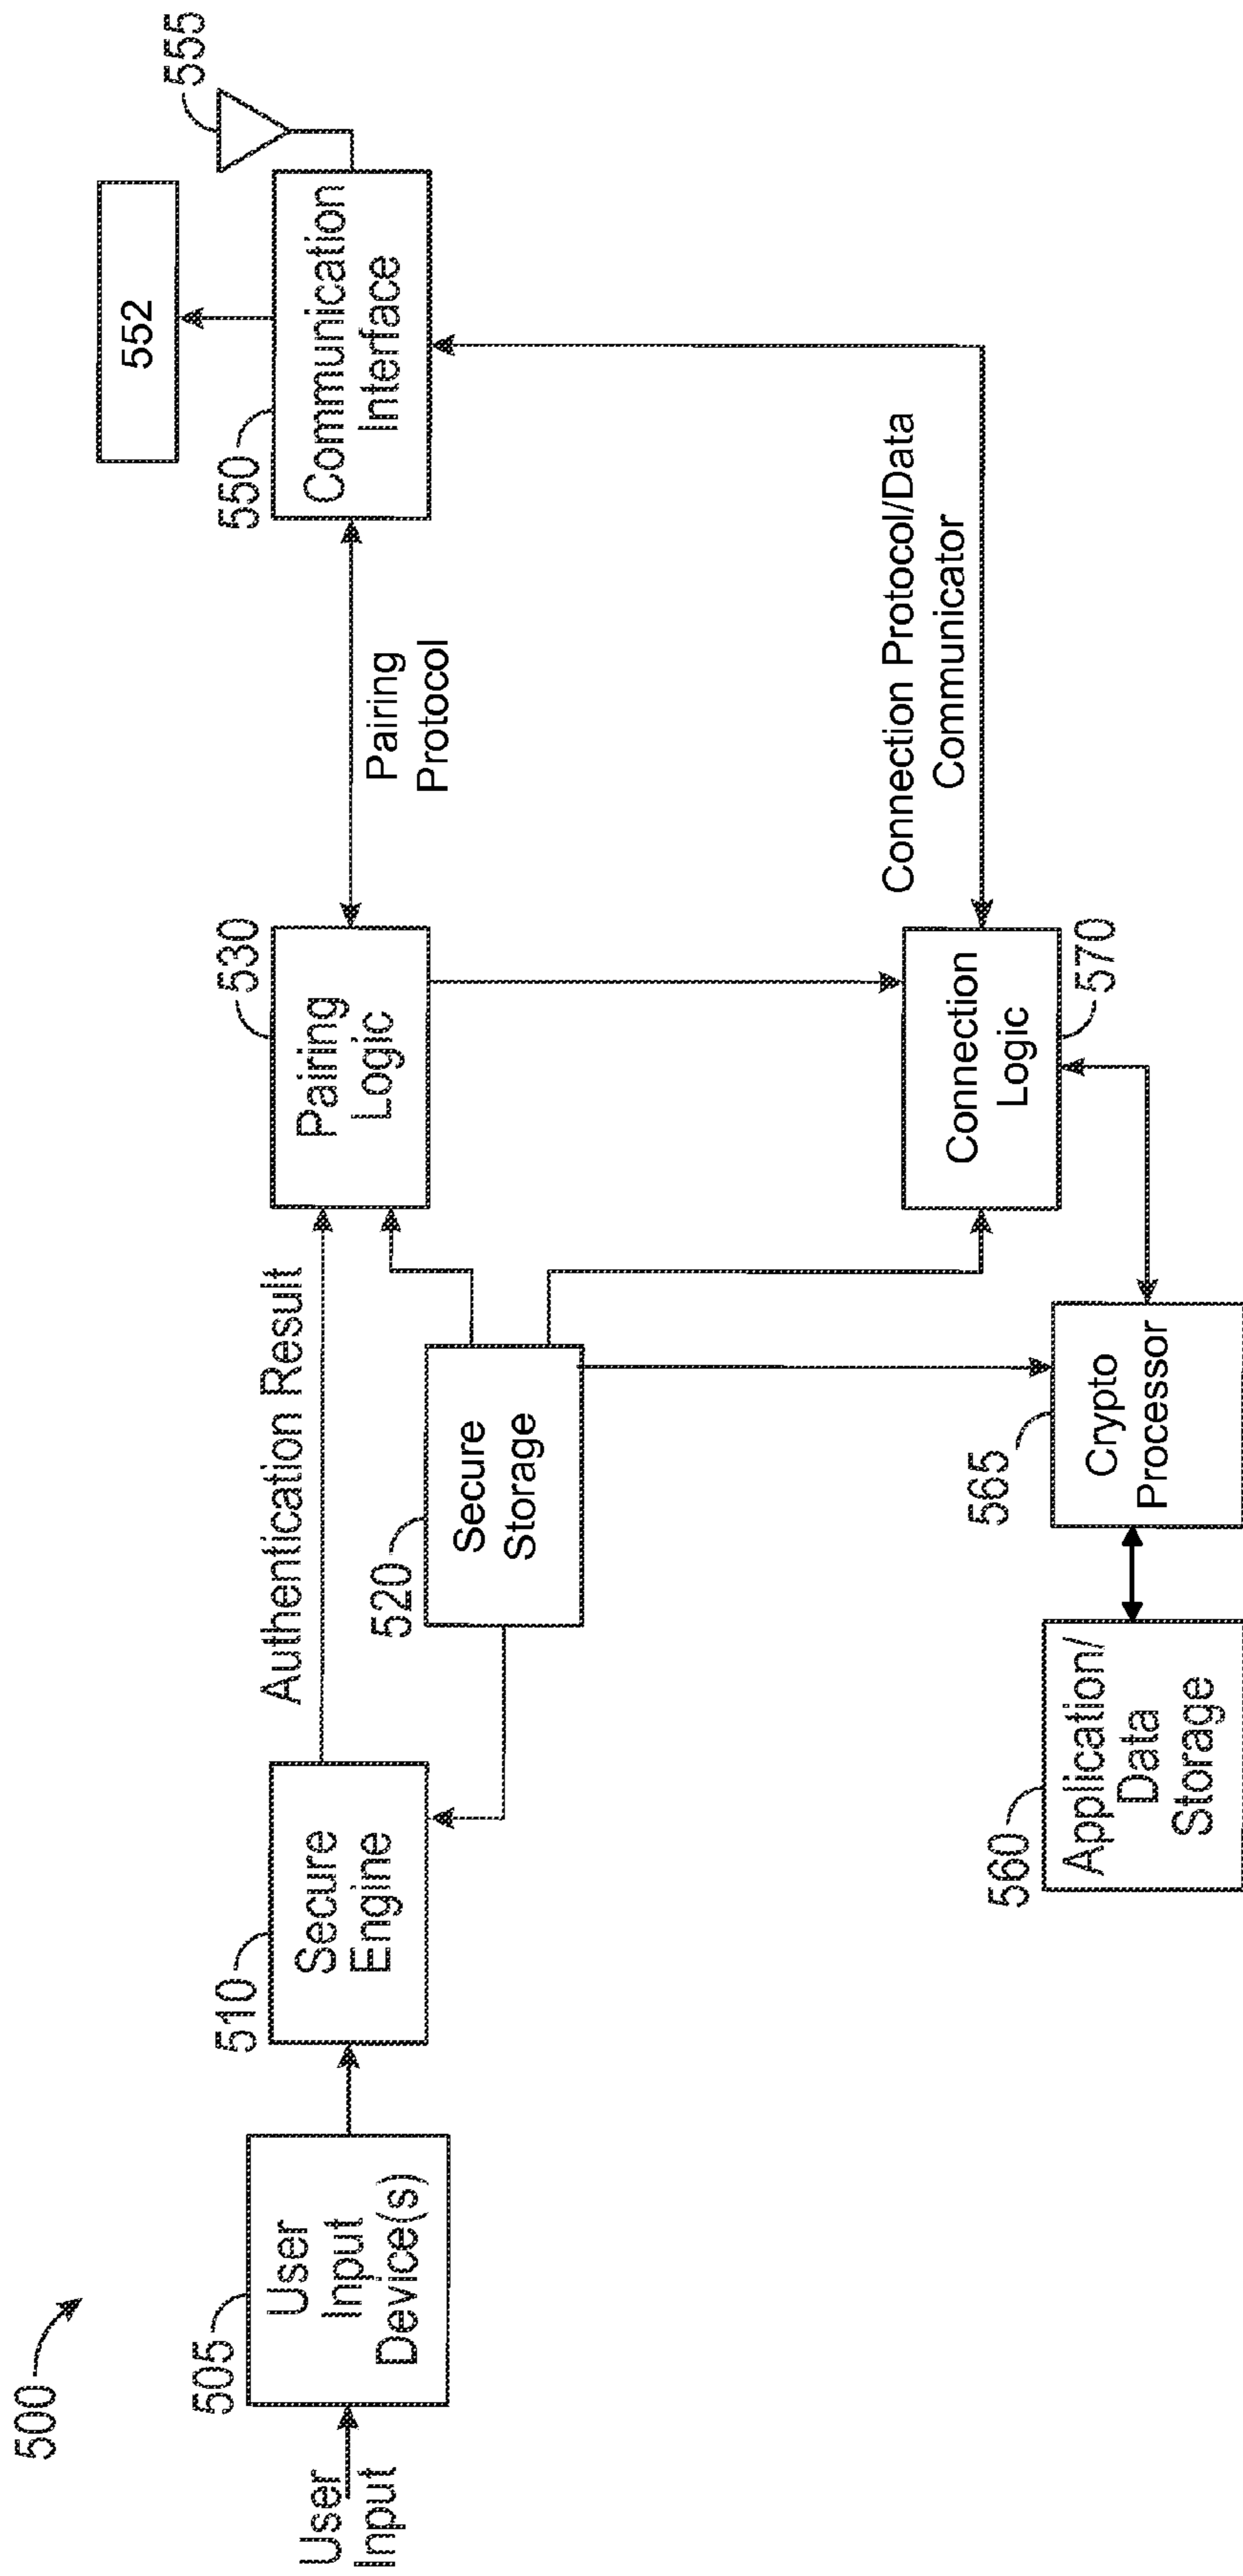 500
User
Input
505
User
Input
Device(s)
510
Secure
Engine
Authentication Result
520
Secure
Storage
530
Pairing
Logic
Pairing
Protocol
550
Communication
Interface
552
555
560
Application/
Data
Storage
565
Crypto
Processor
Connection
Logic
570
Connection Protocol/Data
Communicator